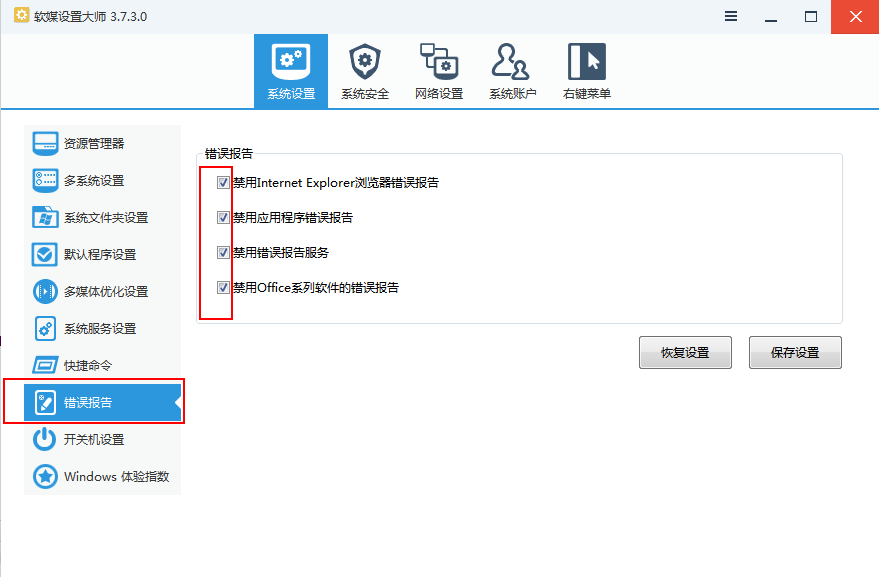 软媒设置大师 3.7.3.0
系统设置
系统安全
网络设置
系统账户
右键菜单
资源管理器
多系统设置
系统文件夹设置
默认程序设置
多媒体优化设置
系统服务设置
快捷命令
错误报告
开关机设置
Windows 体验指数
错误报告
禁用Internet Explorer浏览器错误报告
禁用应用程序错误报告
禁用错误报告服务
禁用Office系列软件的错误报告
恢复设置
保存设置